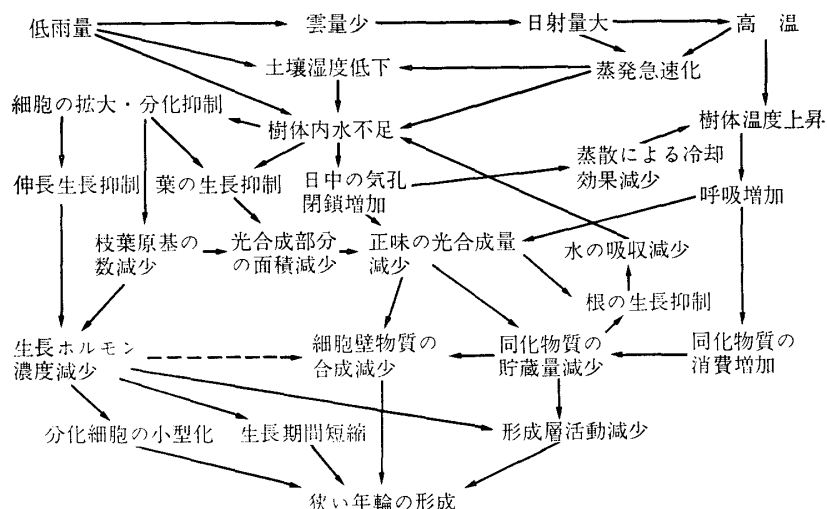 低雨量
雲量少
日射量大
高 温
土壌湿度低下
蒸発急速化
細胞の拡大・分化抑制
樹体内水不足
樹体温度上昇
蒸散による冷却
効果減少
伸長生長抑制
葉の生長抑制
日中の気孔
閉鎖増加
呼吸増加
枝葉原基の
数減少
光合成部分
の面積減少
正味の光合成量
減少
水の吸収減少
根の生長抑制
生長ホルモン
濃度減少
細胞壁物質の
合成減少
同化物質の
貯蔵量減少
同化物質の
消費増加
分化細胞の小型化
生長期間短縮
形成層活動減少
狭い年輪の形成